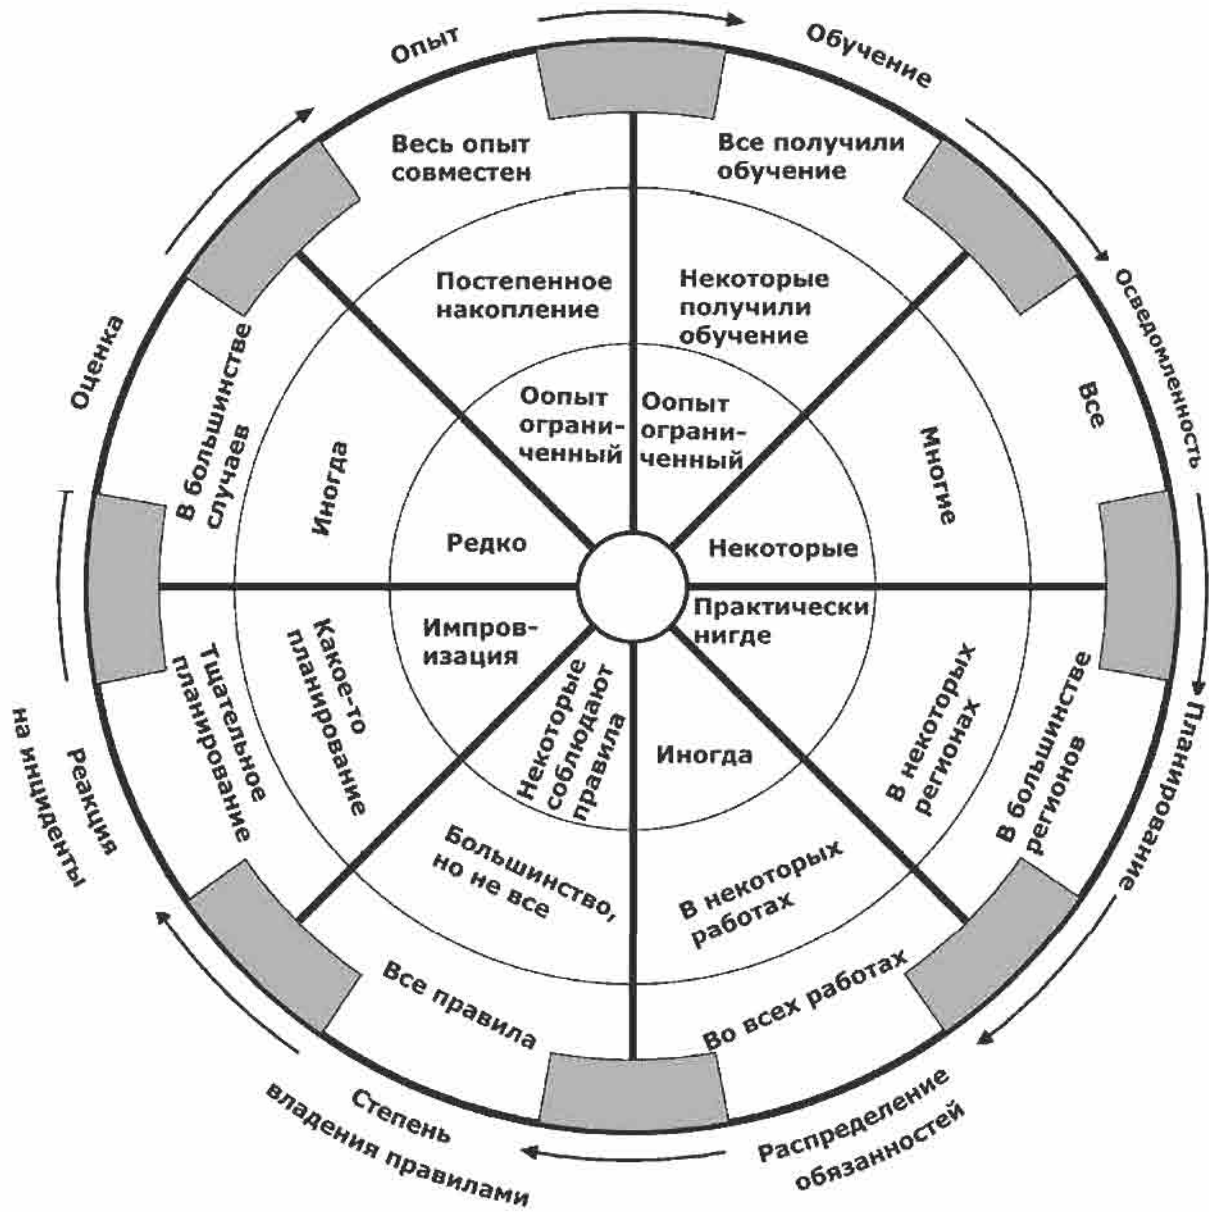 Опыт
Обучение
Осведомленность
Планирование
Распределение
обязанностей
Степень
владения правилами
Реакция
на инциденты
Оценка
Весь опыт
совместен
Постепенное
накопление
Оопыт
ограни-
ченный
Все получили
обучение
Некоторые
получили
обучение
Оопыт
ограни-
ченный
Все
Многие
Некоторые
В большинстве
регионов
В некоторых
регионах
Практически
нигде
Во всех работах
В некоторых
работах
Иногда
Все правила
Большинство,
но не все
Некоторые
соблюдают
правила
Тщательное
планирование
Какое-то
планирование
Импров-
изация
В большинстве
случаев
Иногда
Редко